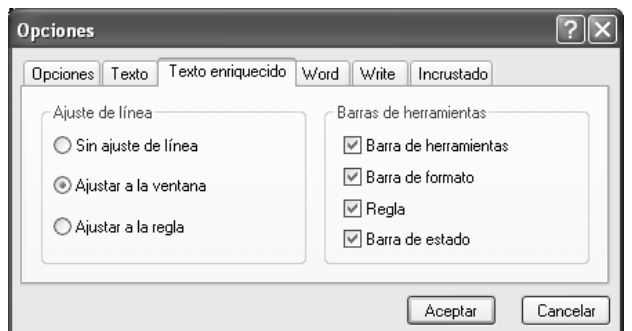 Opciones
Opciones Texto Texto enriquecido Word Write Incrustado
Ajuste de línea
Sin ajuste de línea
Ajustar a la ventana
Ajustar a la regla
Barras de herramientas
Barra de herramientas
Barra de formato
Regla
Barra de estado
Aceptar Cancelar